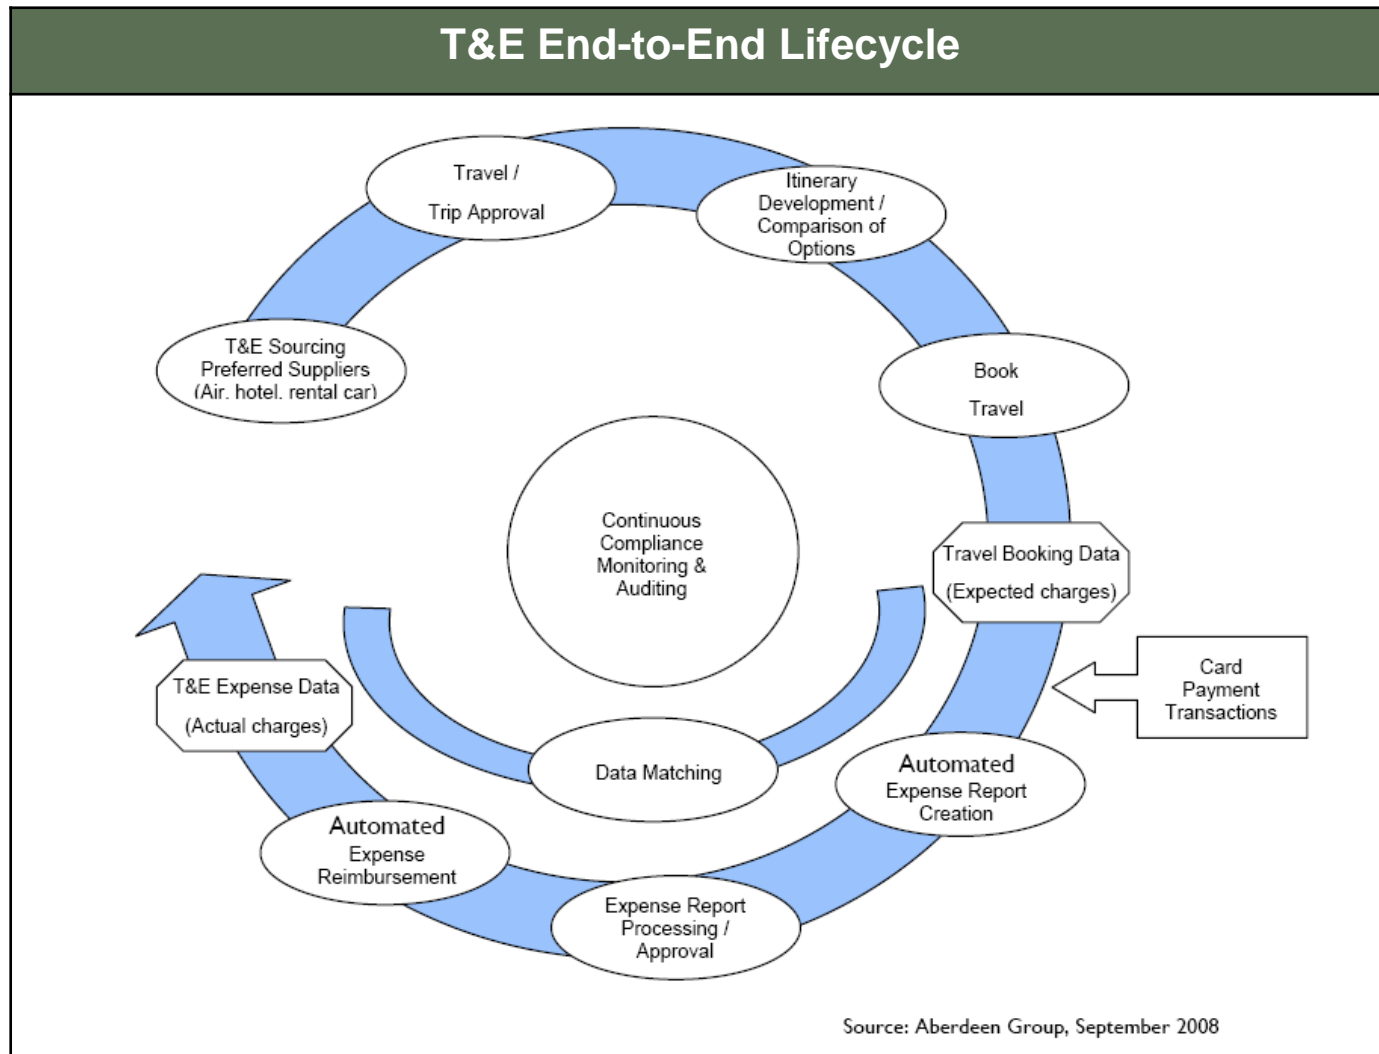 T&E End-to-End Lifecycle
Travel /
Trip Approval
Itinerary
Development /
Comparison of
Options
T&E Sourcing
Preferred Suppliers
(Air, hotel, rental car)
Book
Travel
Continuous
Compliance
Monitoring &
Auditing
Travel Booking Data
(Expected charges)
Card
Payment
Transactions
T&E Expense Data
(Actual charges)
Data Matching
Automated
Expense Report
Creation
Automated
Expense
Reimbursement
Expense Report
Processing /
Approval
Source: Aberdeen Group, September 2008